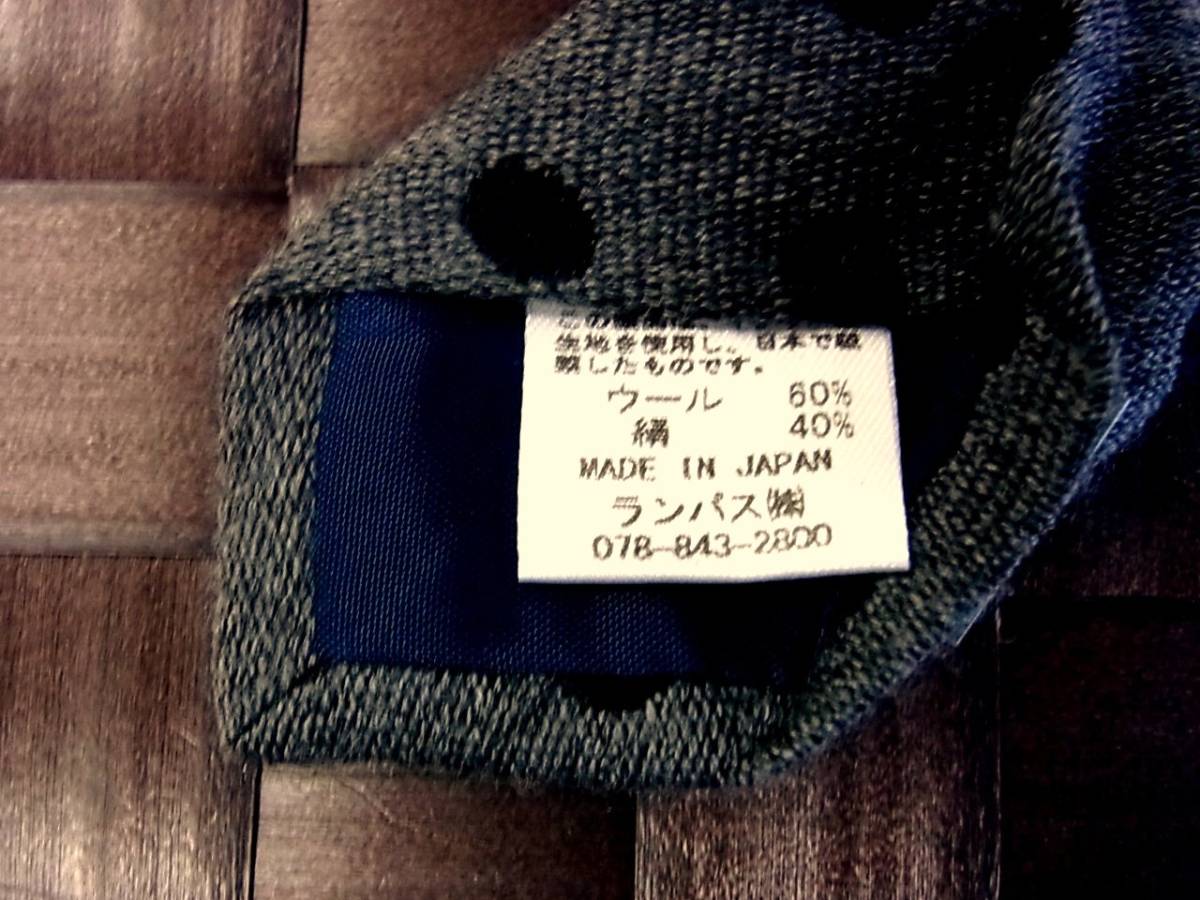 生地を使用し、日本で縫
製したものです。
ウール 60%
絹 40%
MADE IN JAPAN
ランバス㈱
078-843-2800